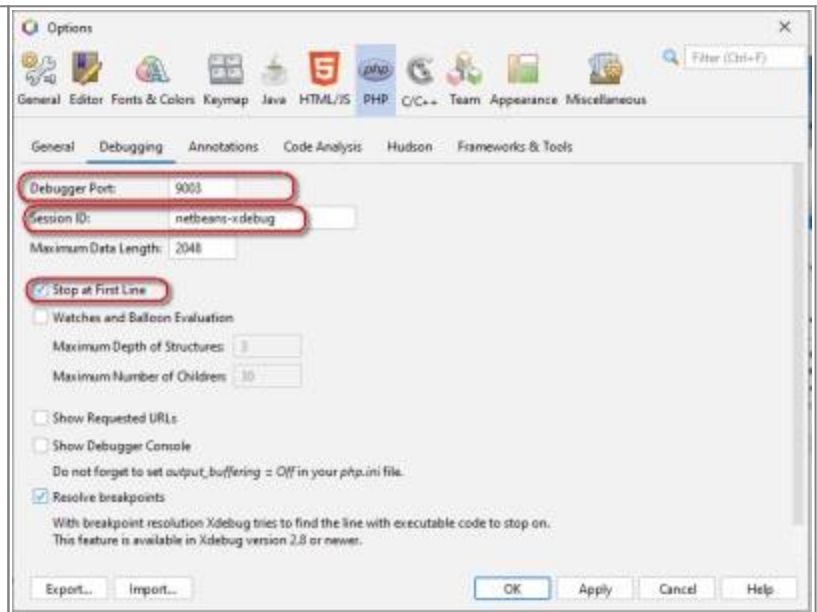 Options
Filter (Ctrl+F)
General Editor Fonts & Colors Keymap Java HTML/JS PHP C/C++ Team Appearance Miscellaneous
General Debugging Annotations Code Analysis Hudson Frameworks & Tools
Debugger Port: 9003
Session ID: netbeans-xdebug
Maximum Data Length: 2048
Stop at First Line
Watches and Balloon Evaluation
Maximum Depth of Structures: 3
Maximum Number of Children: 30
Show Requested URLs
Show Debugger Console
Do not forget to set output_buffering = Off in your php.ini file.
Resolve breakpoints
With breakpoint resolution Xdebug tries to find the line with executable code to stop on.
This feature is available in Xdebug version 2.8 or newer.
Export... Import... OK Apply Cancel Help